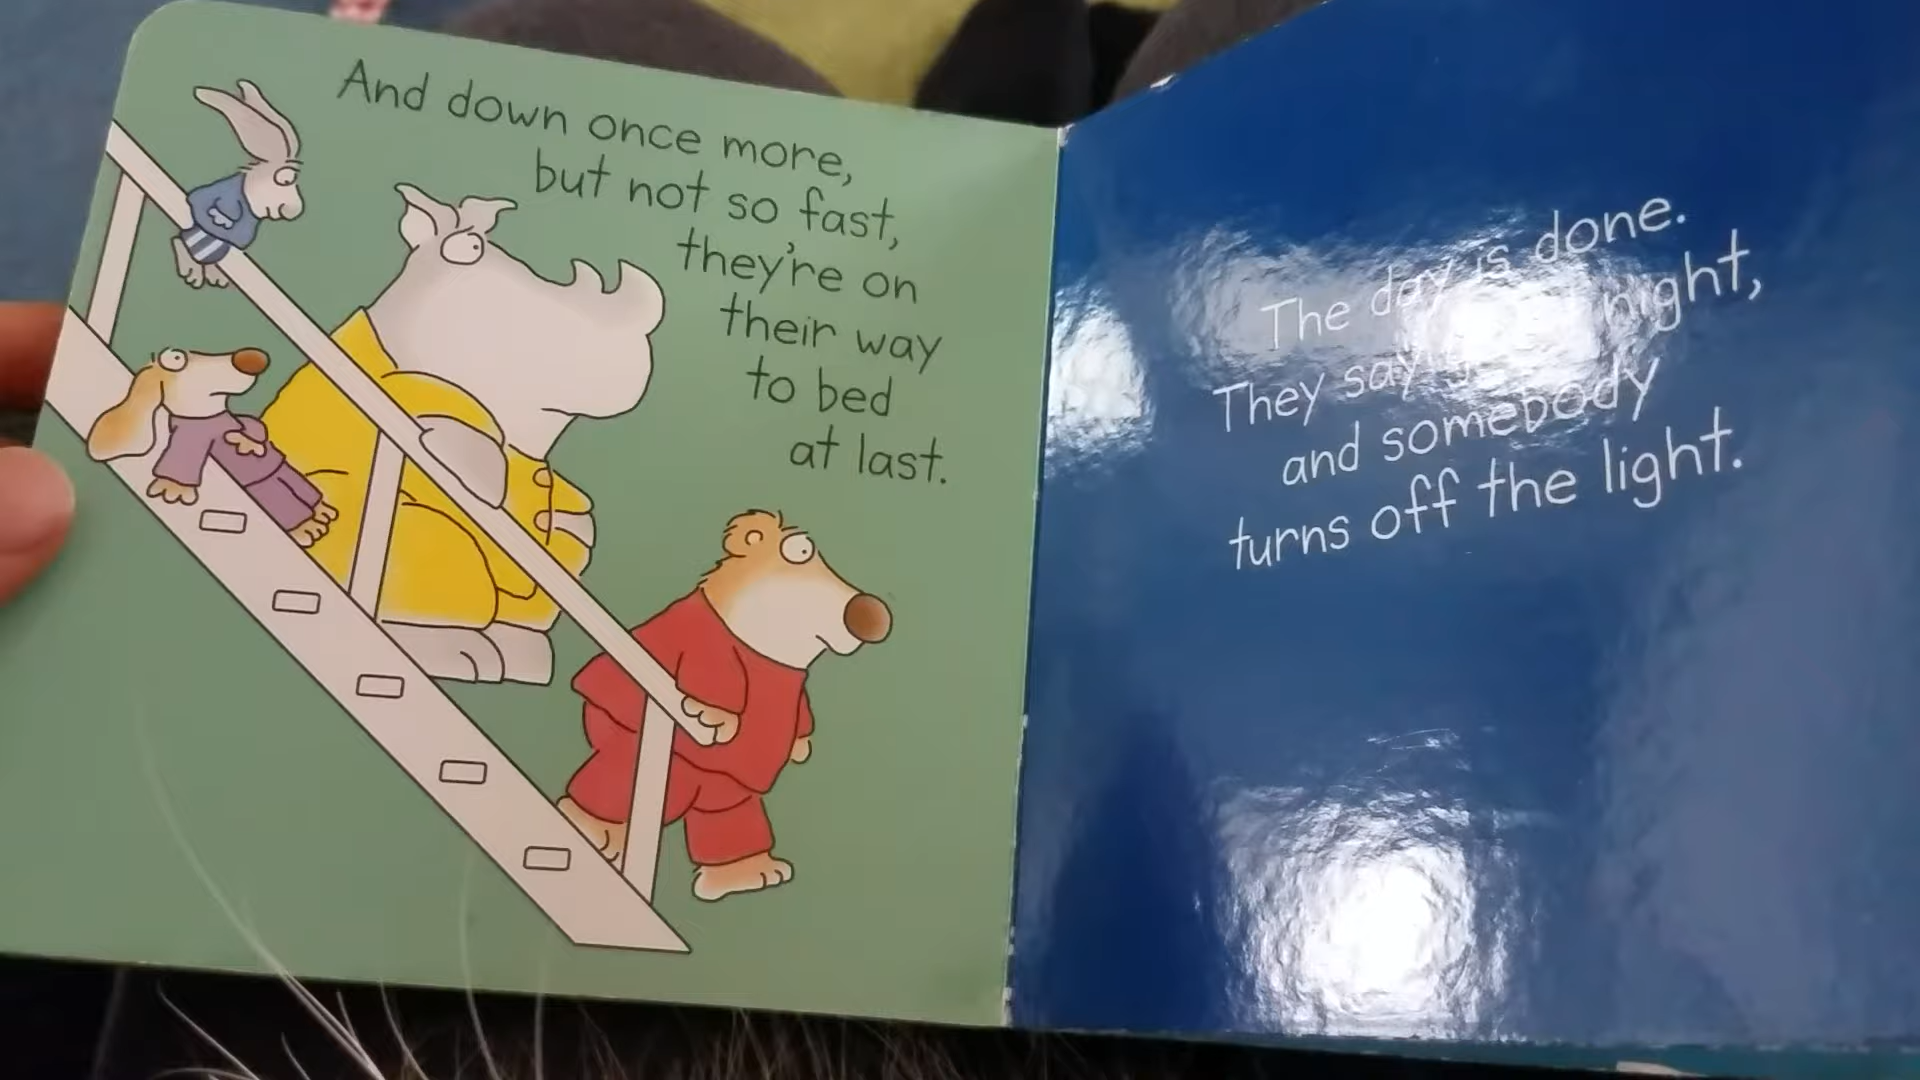 And down once more,
but not so fast,
they're on
their way
to bed
at last.
The day is done.
They say night,
and somebody
turns off the light.